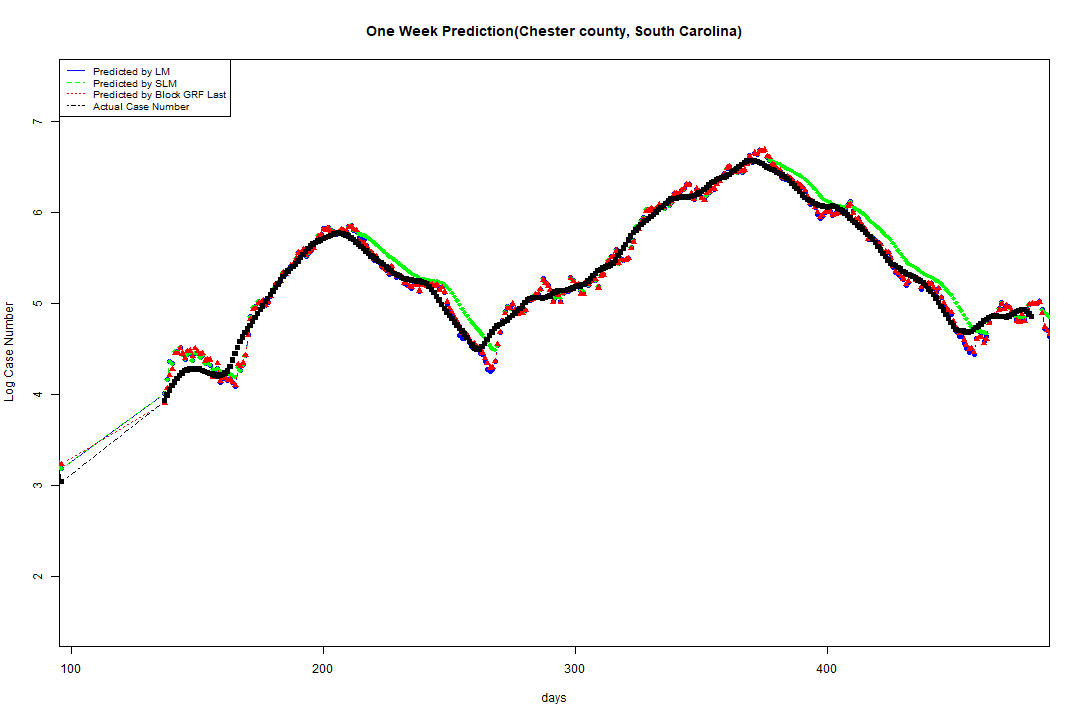 One Week Prediction(Chester county, South Carolina)
Predicted by LM
Predicted by SLM
Predicted by Block GRF Last
Actual Case Number
7
6
5
4
3
2
Log Case Number
100 200 300 400
days